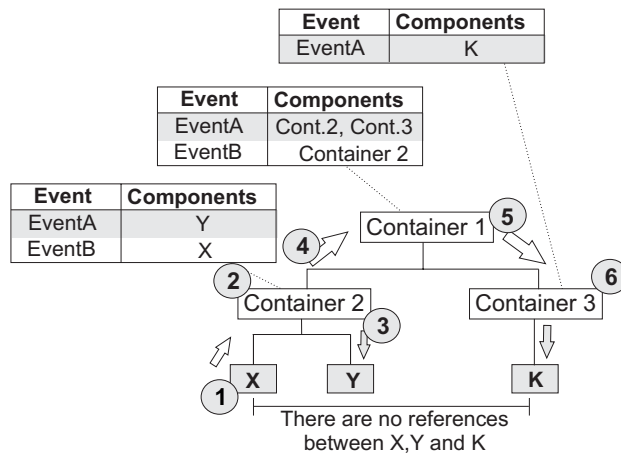 Event Components
EventA K
Event Components
EventA Cont.2, Cont.3
EventB Container 2
Event Components
EventA Y
EventB X
Container 1
5
4
2
6
Container 2
Container 3
3
1
X
Y
K
There are no references
between X,Y and K